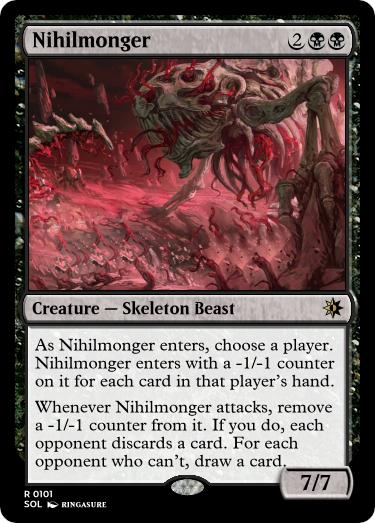 Nihilmonger 2
Creature — Skeleton Beast
As Nihilmonger enters, choose a player.
Nihilmonger enters with a -1/-1 counter
on it for each card in that player's hand.
Whenever Nihilmonger attacks, remove
a -1/-1 counter from it. If you do, each
opponent discards a card. For each
opponent who can't, draw a card.
7/7
R 0101
SOL RINGASURE